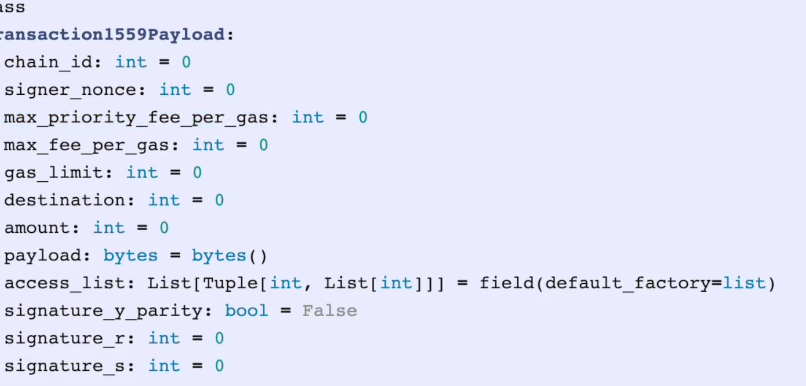 ass
ransaction1559Payload:
chain_id: int = 0
signer_nonce: int = 0
max_priority_fee_per_gas: int = 0
max_fee_per_gas: int = 0
gas_limit: int = 0
destination: int = 0
amount: int = 0
payload: bytes = bytes()
access_list: List[Tuple[int, List[int]]] = field(default_factory=list)
signature_y_parity: bool = False
signature_r: int = 0
signature_s: int = 0